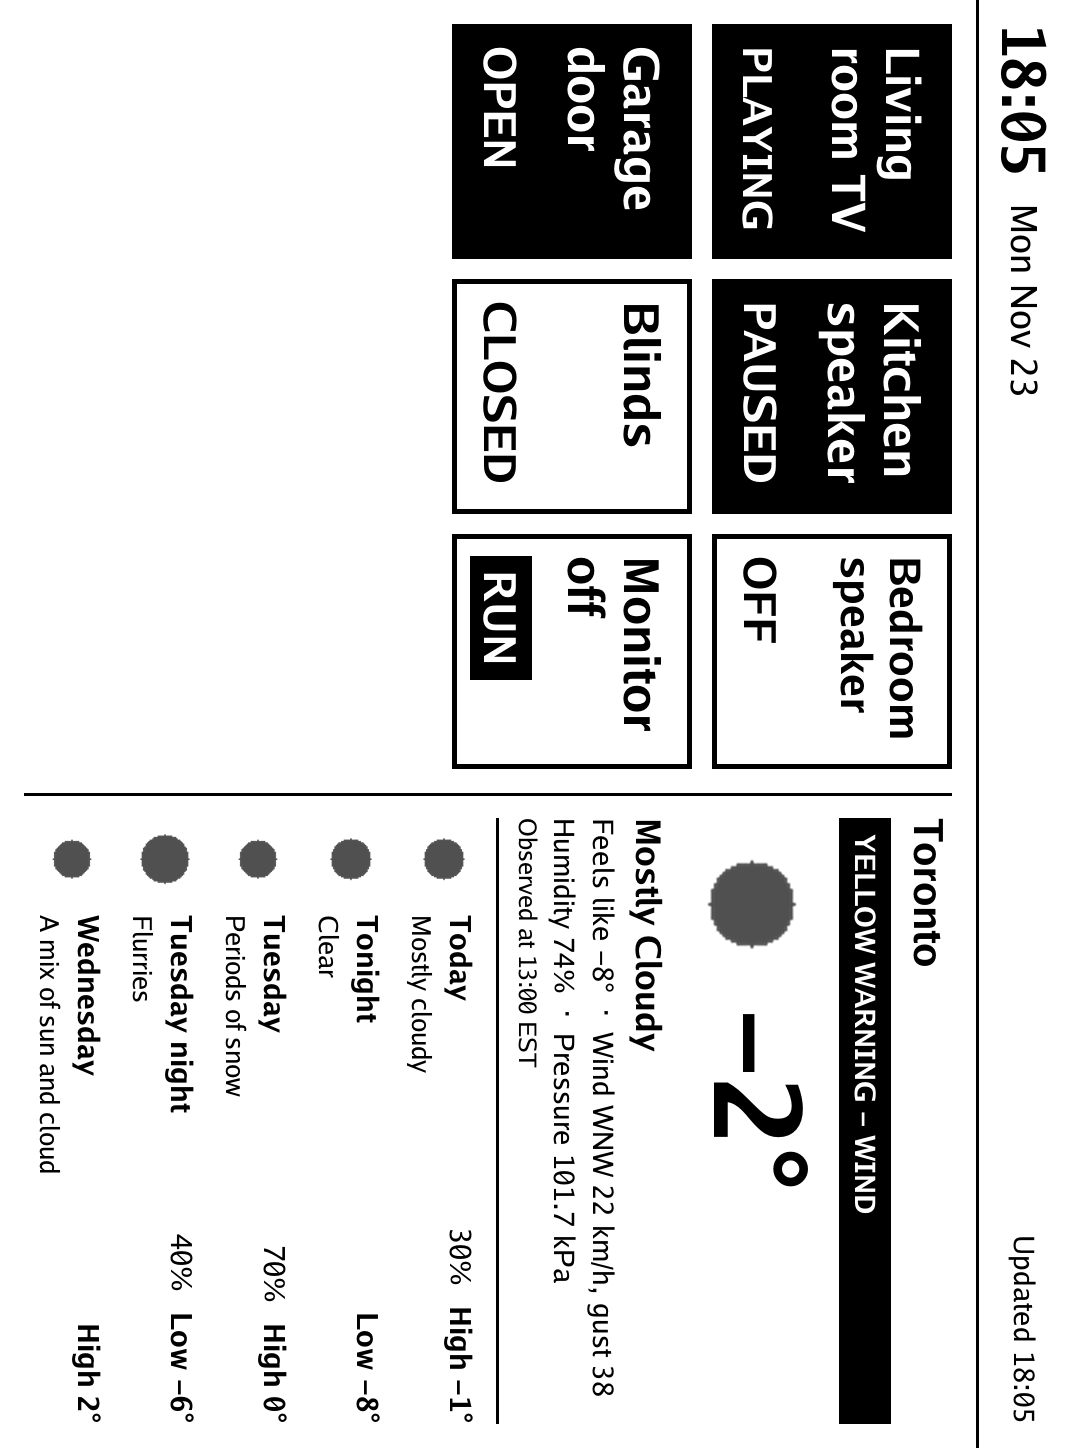 18:05 Mon Nov 23
Updated 18:05
Living
room TV
PLAYING
Kitchen
speaker
PAUSED
Bedroom
speaker
OFF
Garage
door
OPEN
Blinds
CLOSED
Monitor
off
RUN
Toronto
YELLOW WARNING – WIND
−2°
Mostly Cloudy
Feels like −8° · Wind WNW 22 km/h, gust 38
Humidity 74% · Pressure 101.7 kPa
Observed at 13:00 EST
Today 30% High −1°
Mostly cloudy
Tonight Low −8°
Clear
Tuesday 70% High 0°
Periods of snow
Tuesday night 40% Low −6°
Flurries
Wednesday High 2°
A mix of sun and cloud